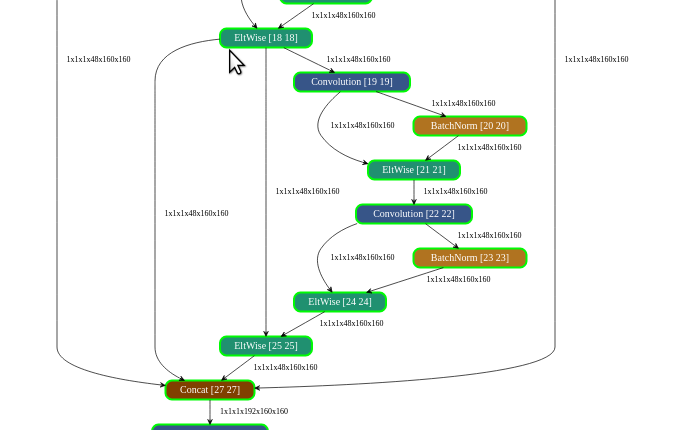 1x1x1x48x160x160
EltWise [18 18]
1x1x1x48x160x160
1x1x1x48x160x160
1x1x1x48x160x160
Convolution [19 19]
1x1x1x48x160x160
1x1x1x48x160x160
BatchNorm [20 20]
1x1x1x48x160x160
EltWise [21 21]
1x1x1x48x160x160
1x1x1x48x160x160
1x1x1x48x160x160
Convolution [22 22]
1x1x1x48x160x160
1x1x1x48x160x160
BatchNorm [23 23]
1x1x1x48x160x160
EltWise [24 24]
1x1x1x48x160x160
EltWise [25 25]
1x1x1x48x160x160
Concat [27 27]
1x1x1x192x160x160